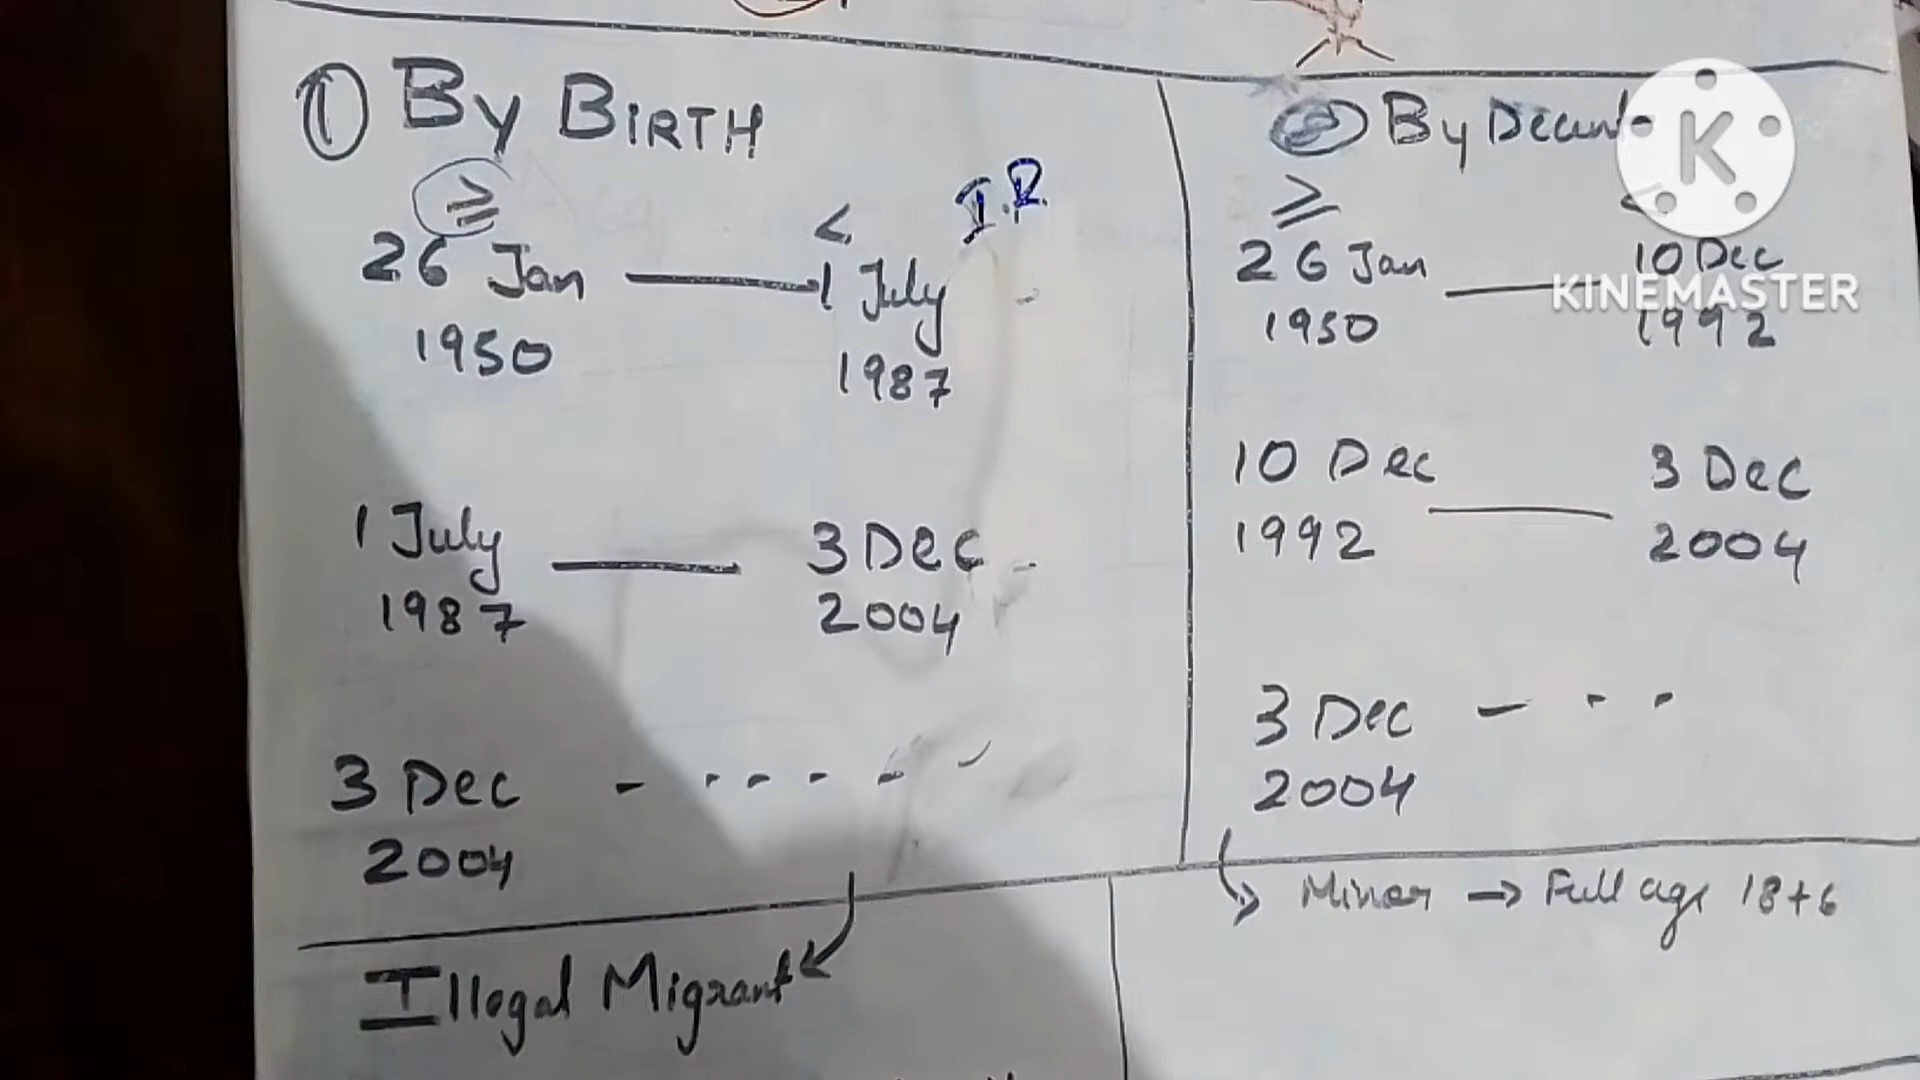 ① By BIRTH
≥
<
I.R.
26 Jan — 1 July
1950
1987
1 July — 3 Dec
1987
2004
3 Dec - - - - -
2004
Illegal Migrant
② By Decent
≥
<
26 Jan — 10 Dec
1950
1992
10 Dec — 3 Dec
1992
2004
3 Dec - - -
2004
→ Minor → Full age 18+6
K
KINEMASTER